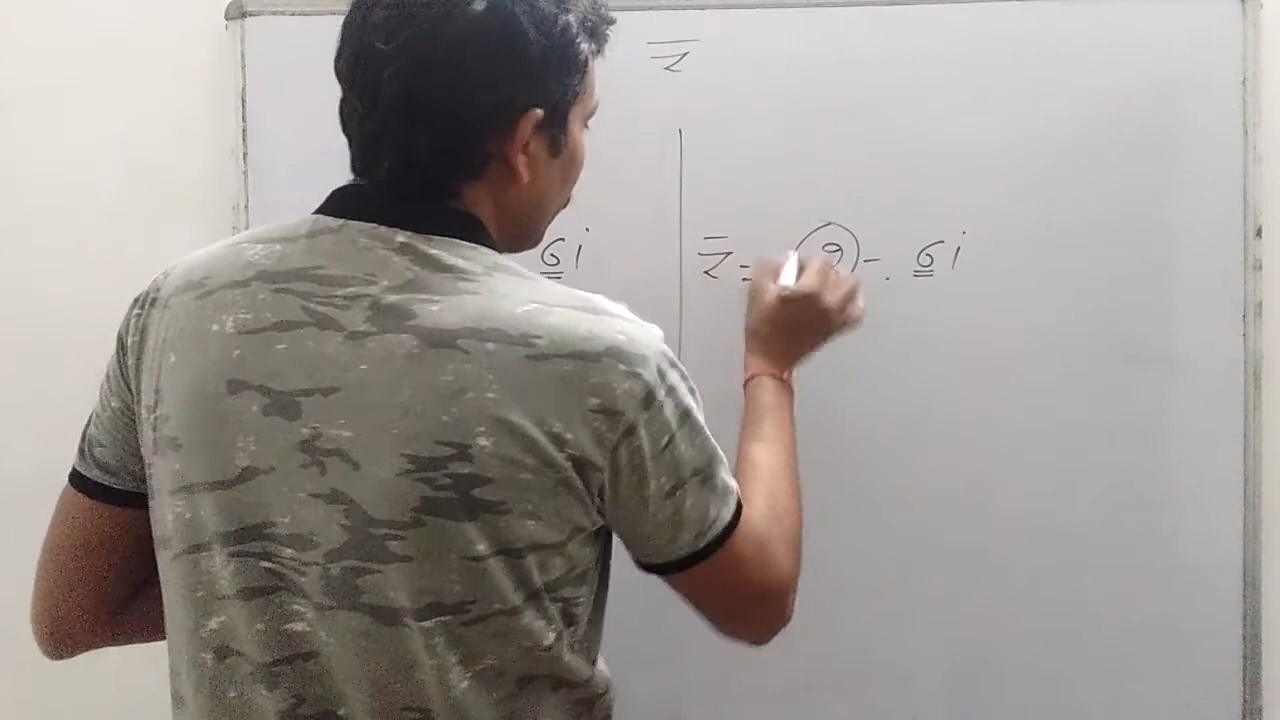 z̅
6i
z̅ = 9 - 6i